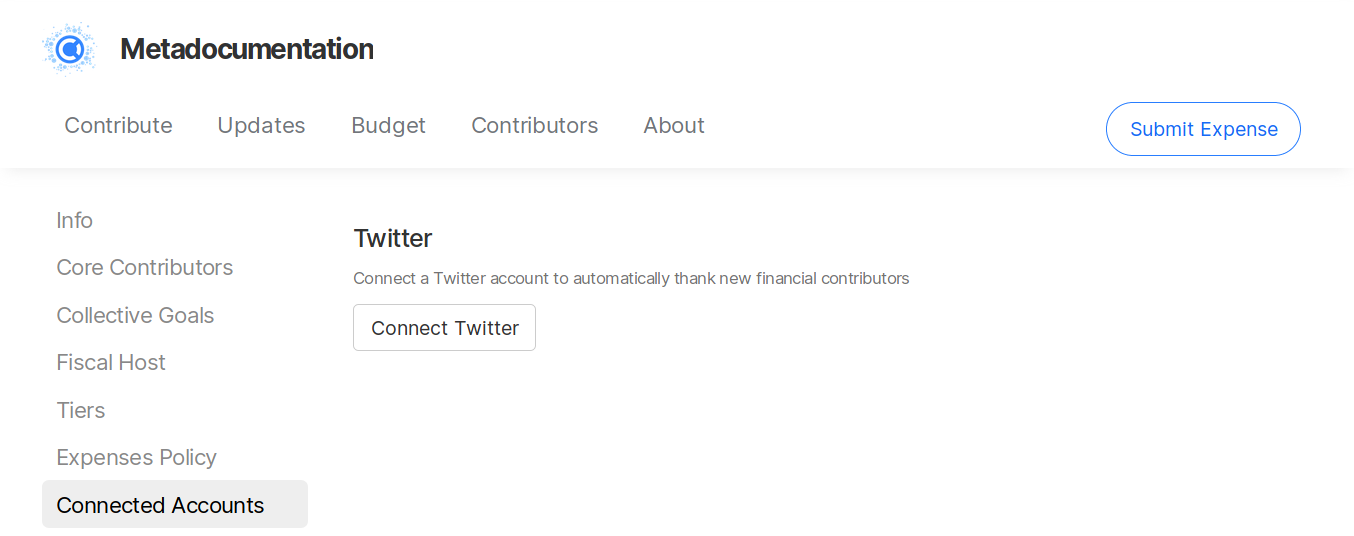 Metadocumentation
Contribute Updates Budget Contributors About Submit Expense
Info
Core Contributors
Collective Goals
Fiscal Host
Tiers
Expenses Policy
Connected Accounts
Twitter
Connect a Twitter account to automatically thank new financial contributors
Connect Twitter